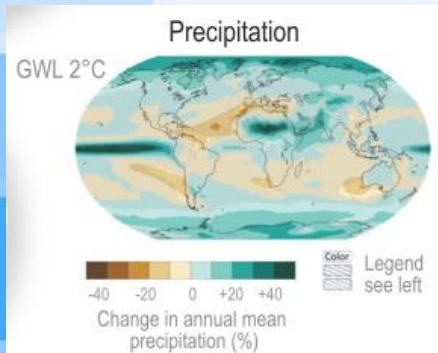 Precipitation
GWL 2°C
-40 -20 0 +20 +40
Change in annual mean
precipitation (%)
Color
Legend
see left